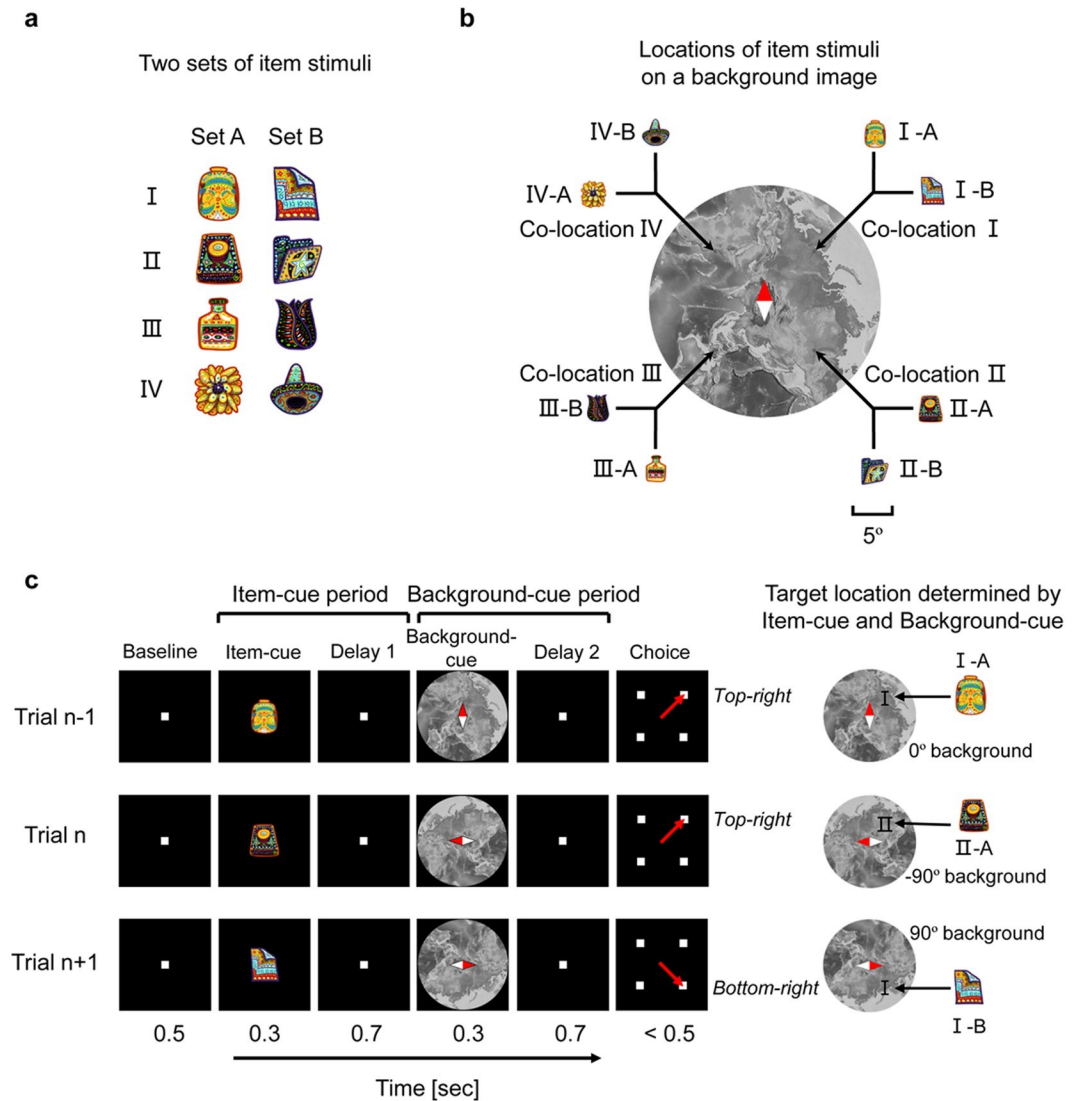 a
Two sets of item stimuli
Set A Set B
Ⅰ
Ⅱ
Ⅲ
Ⅳ
b
Locations of item stimuli
on a background image
Ⅳ-B
Ⅰ-A
Ⅳ-A
Ⅰ-B
Co-location Ⅳ
Co-location Ⅰ
Co-location Ⅲ
Co-location Ⅱ
Ⅲ-B
Ⅱ-A
Ⅲ-A
Ⅱ-B
5º
c
Item-cue period
Background-cue period
Target location determined by
Item-cue and Background-cue
Baseline
Item-cue
Delay 1
Background-
cue
Delay 2
Choice
Trial n-1
Top-right
Ⅰ
Ⅰ-A
0º background
Trial n
Top-right
Ⅱ
Ⅱ-A
-90º background
Trial n+1
Bottom-right
90º background
Ⅰ
Ⅰ-B
0.5 0.3 0.7 0.3 0.7 < 0.5
Time [sec]